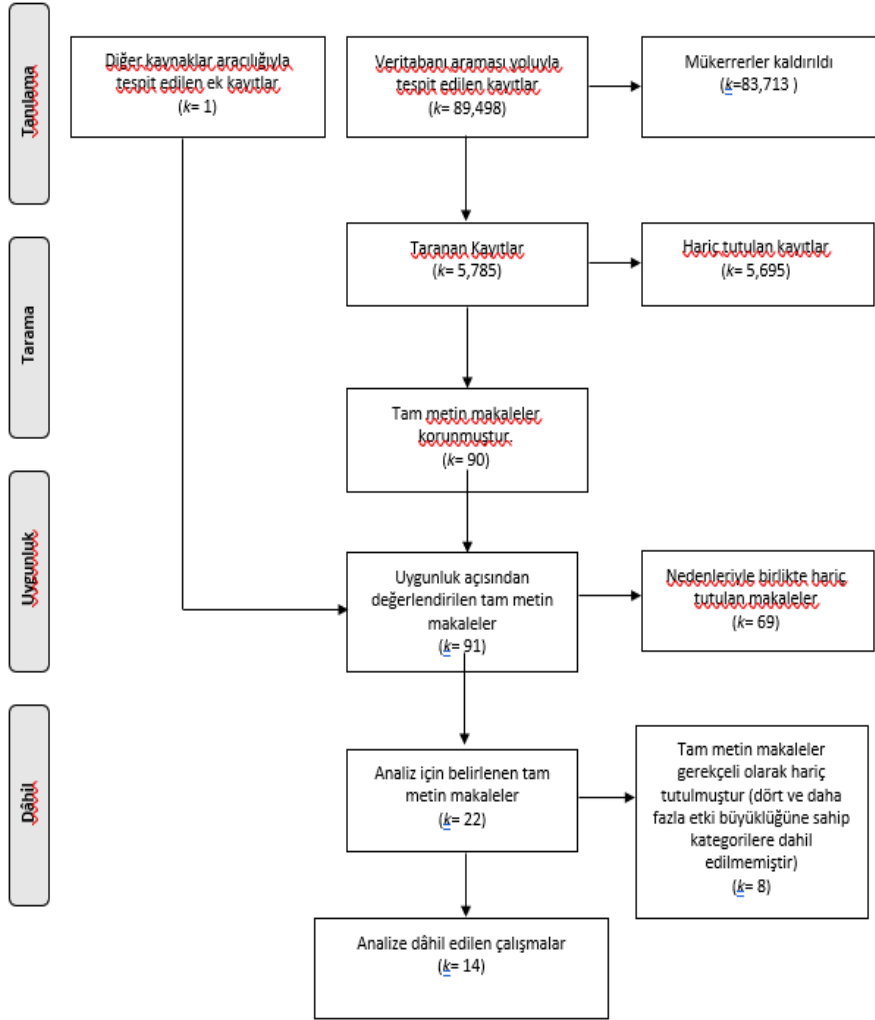 Tanılama
Diğer kaynaklar aracılığıyla
tespit edilen ek kayıtlar
(k= 1)
Veritabanı araması yoluyla
tespit edilen kayıtlar
(k= 89,498)
Mükerrerler kaldırıldı
(k=83,713 )
Tarama
Taranan Kayıtlar
(k= 5,785)
Hariç tutulan kayıtlar
(k= 5,695)
Tam metin makaleler
korunmuştur.
(k= 90)
Uygunluk
Uygunluk açısından
değerlendirilen tam metin
makaleler
(k= 91)
Nedenleriyle birlikte hariç
tutulan makaleler
(k= 69)
Dâhil
Analiz için belirlenen tam
metin makaleler
(k= 22)
Tam metin makaleler
gerekçeli olarak hariç
tutulmuştur (dört ve daha
fazla etki büyüklüğüne sahip
kategorilere dahil
edilmemiştir)
(k= 8)
Analize dâhil edilen çalışmalar
(k= 14)